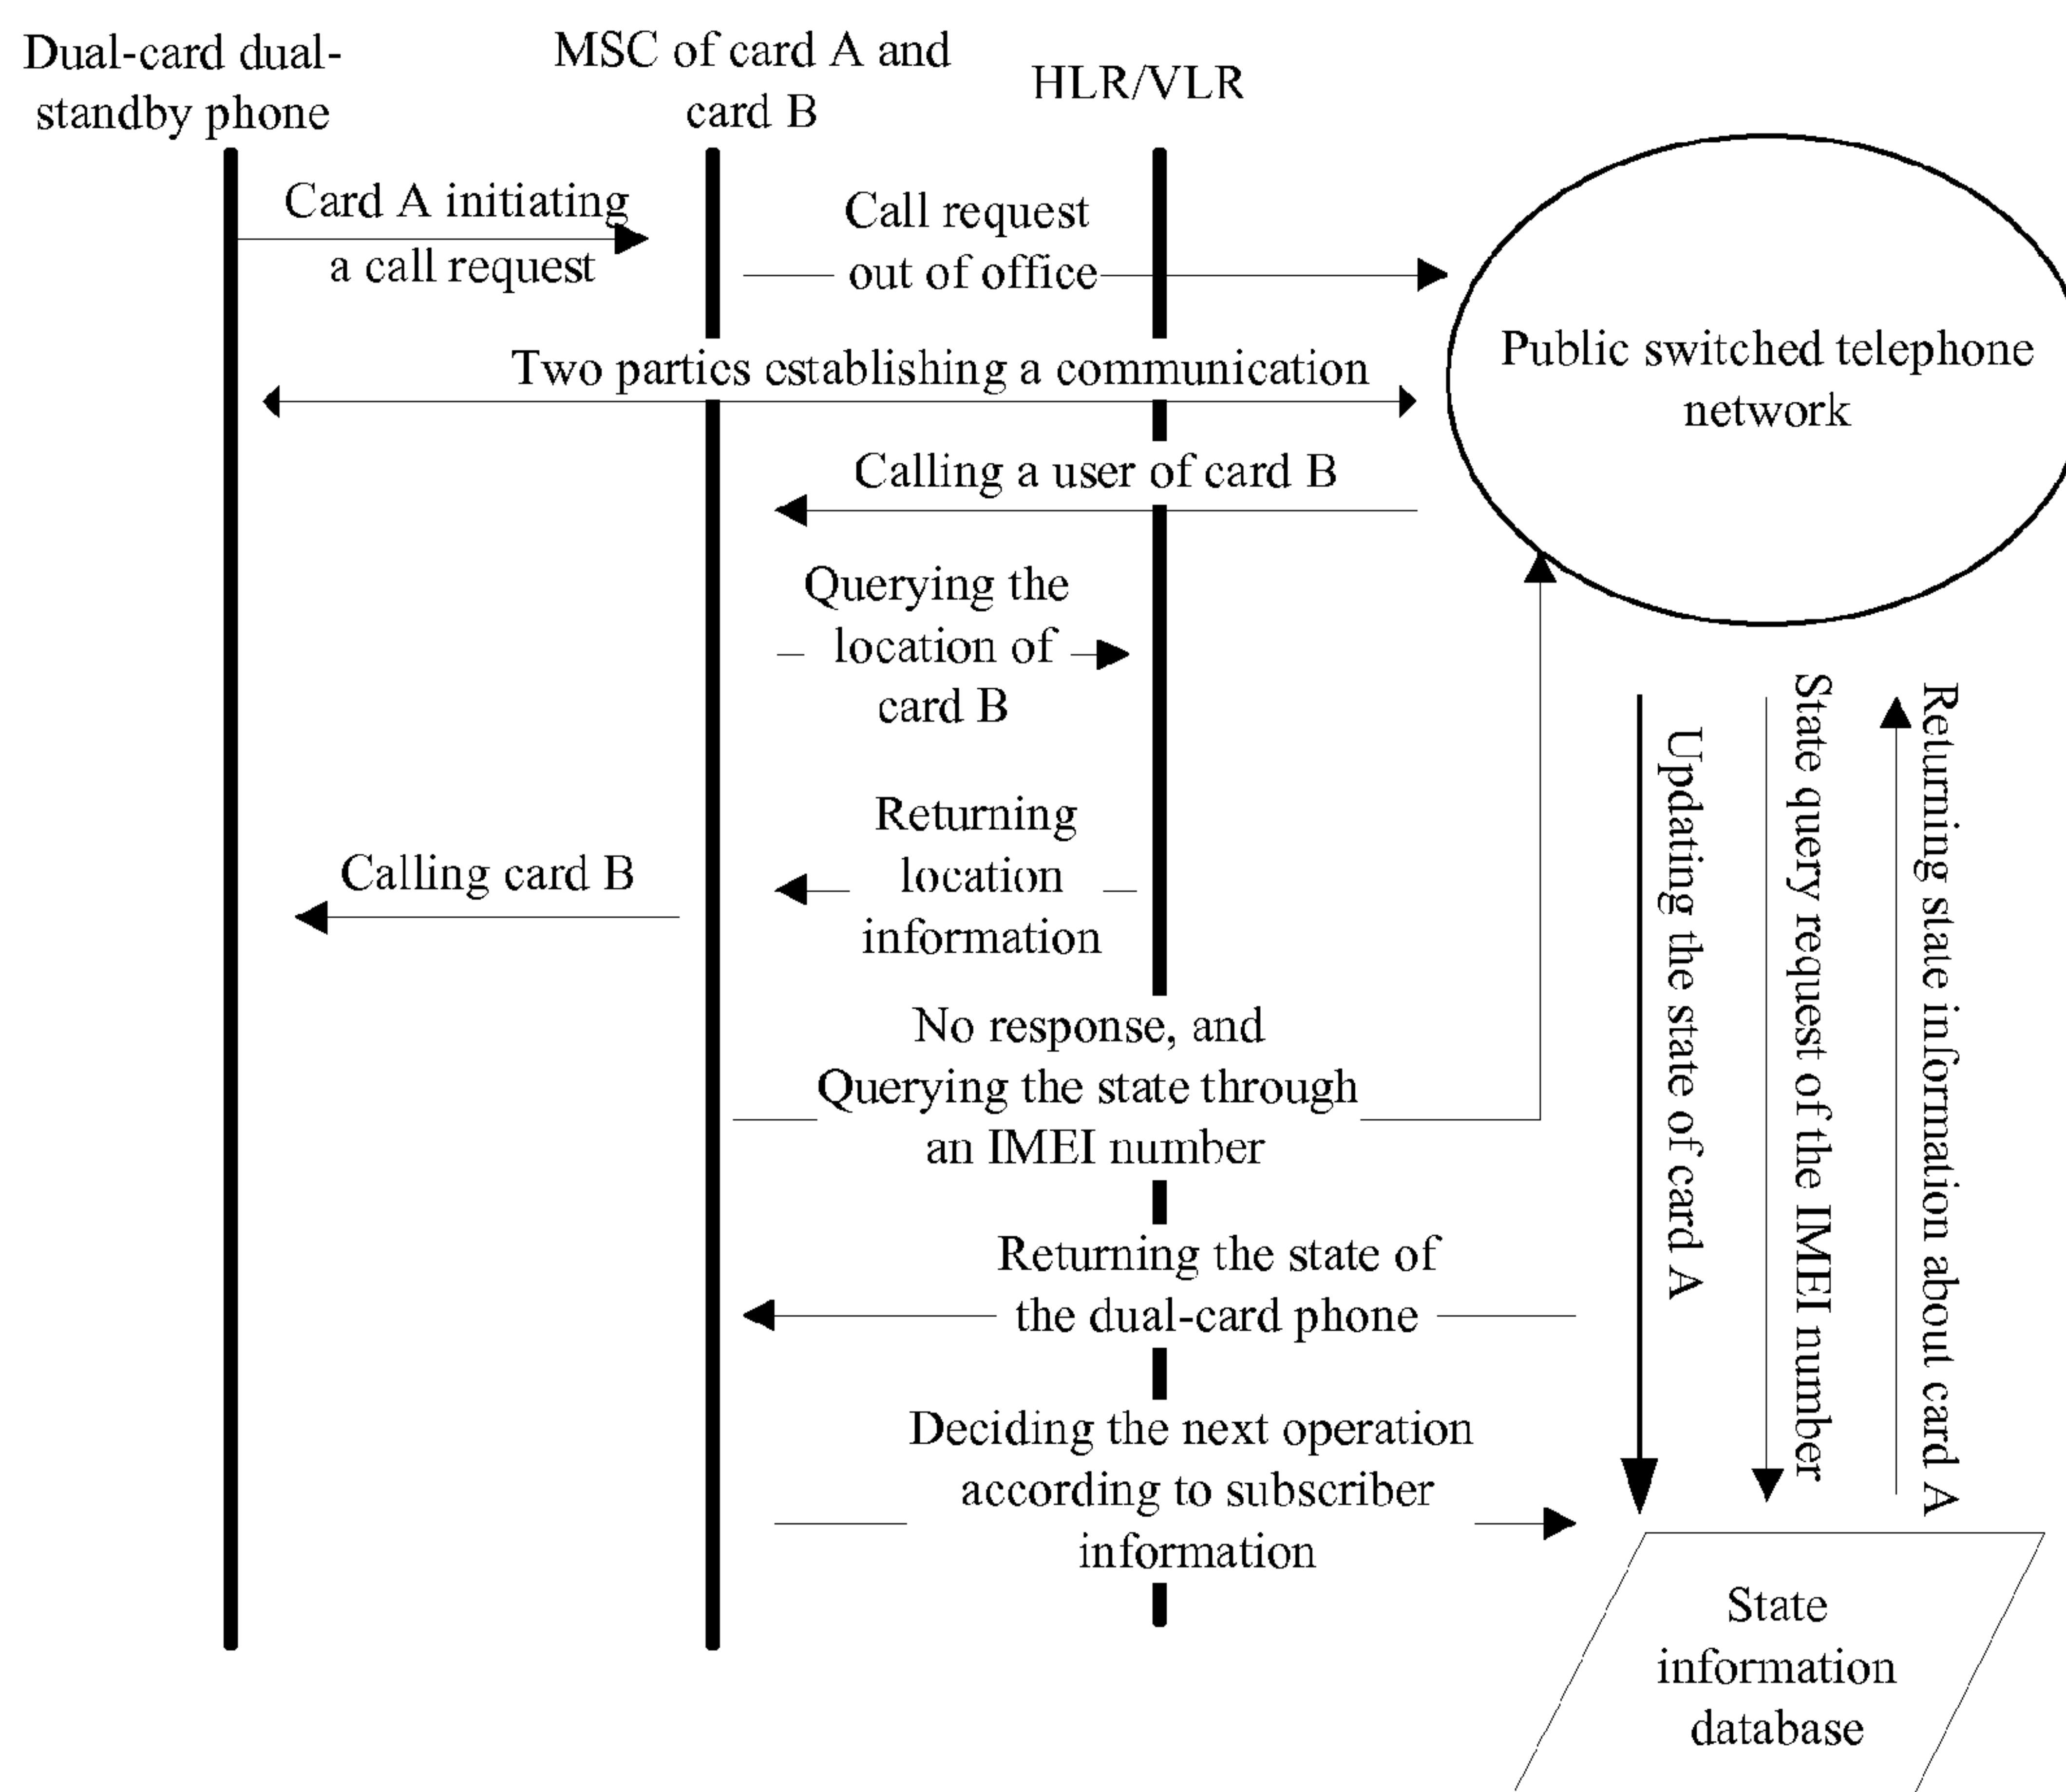 Dual-card dual-
standby phone
MSC of card A and
card B
HLR/VLR
Card A initiating
a call request
Call request
out of office
Public switched telephone
network
Two parties establishing a communication
Calling a user of card B
Querying the
location of
card B
Returning
location
information
Calling card B
No response, and
Querying the state through
an IMEI number
Returning the state of
the dual-card phone
Deciding the next operation
according to subscriber
information
Updating the state of card A
State query request of the IMEI number
Returning state information about card A
State
information
database